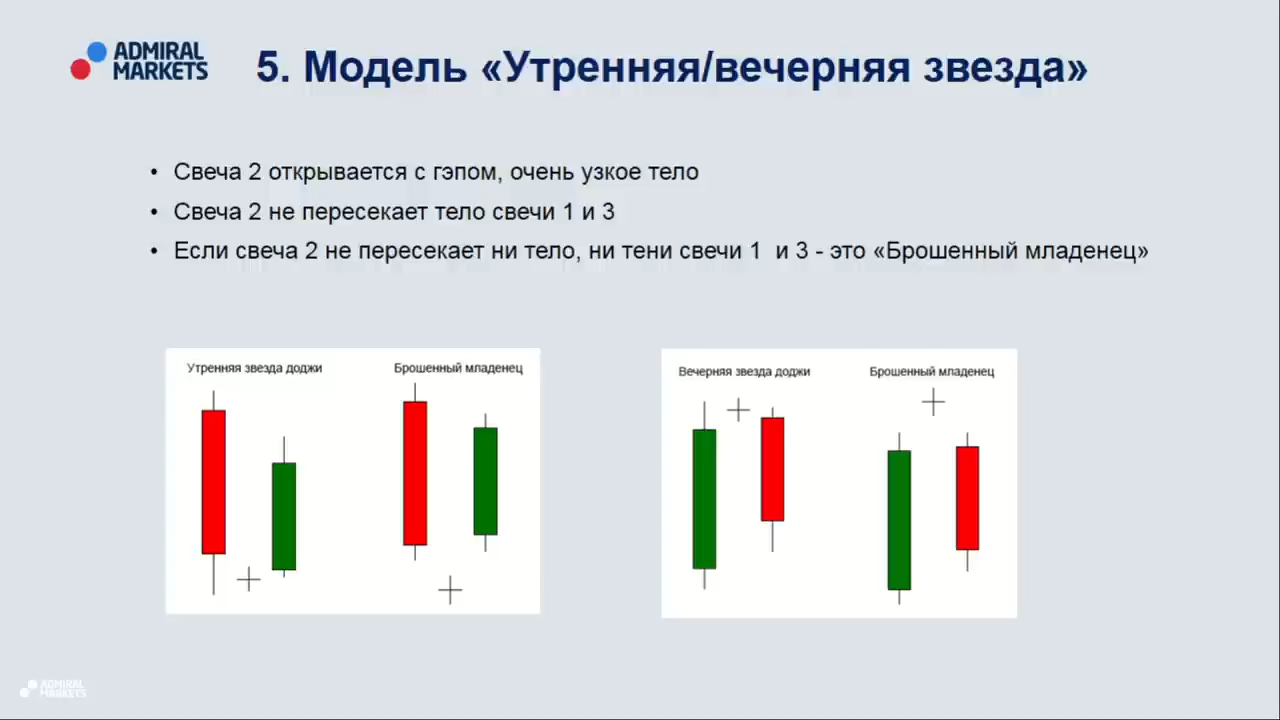 ADMIRAL
MARKETS
5. Модель «Утренняя/вечерняя звезда»
• Свеча 2 открывается с гэпом, очень узкое тело
• Свеча 2 не пересекает тело свечи 1 и 3
• Если свеча 2 не пересекает ни тело, ни тени свечи 1 и 3 - это «Брошенный младенец»
Утренняя звезда доджи
Брошенный младенец
Вечерняя звезда доджи
Брошенный младенец
ADMIRAL
MARKETS